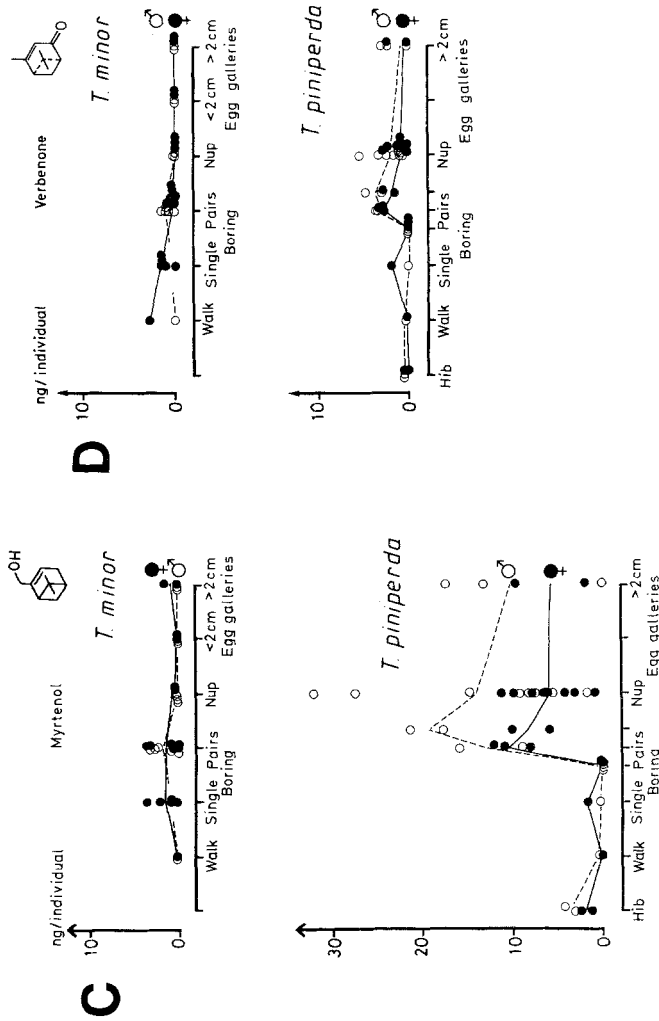 C
ng/individual
Myrtenol
OH
10
0
T. minor
♀
♂
Walk Single Pairs Nup <2cm >2cm
Boring Egg galleries
30
20
10
0
T. piniperda
♂
♀
Hib Walk Single Pairs Nup >2cm
Boring Egg galleries
D
ng/individual
Verbenone
O
10
0
T. minor
♂
♀
Walk Single Pairs Nup <2cm >2cm
Boring Egg galleries
10
0
T. piniperda
♂
♀
Hib Walk Single Pairs Nup >2cm
Boring Egg galleries